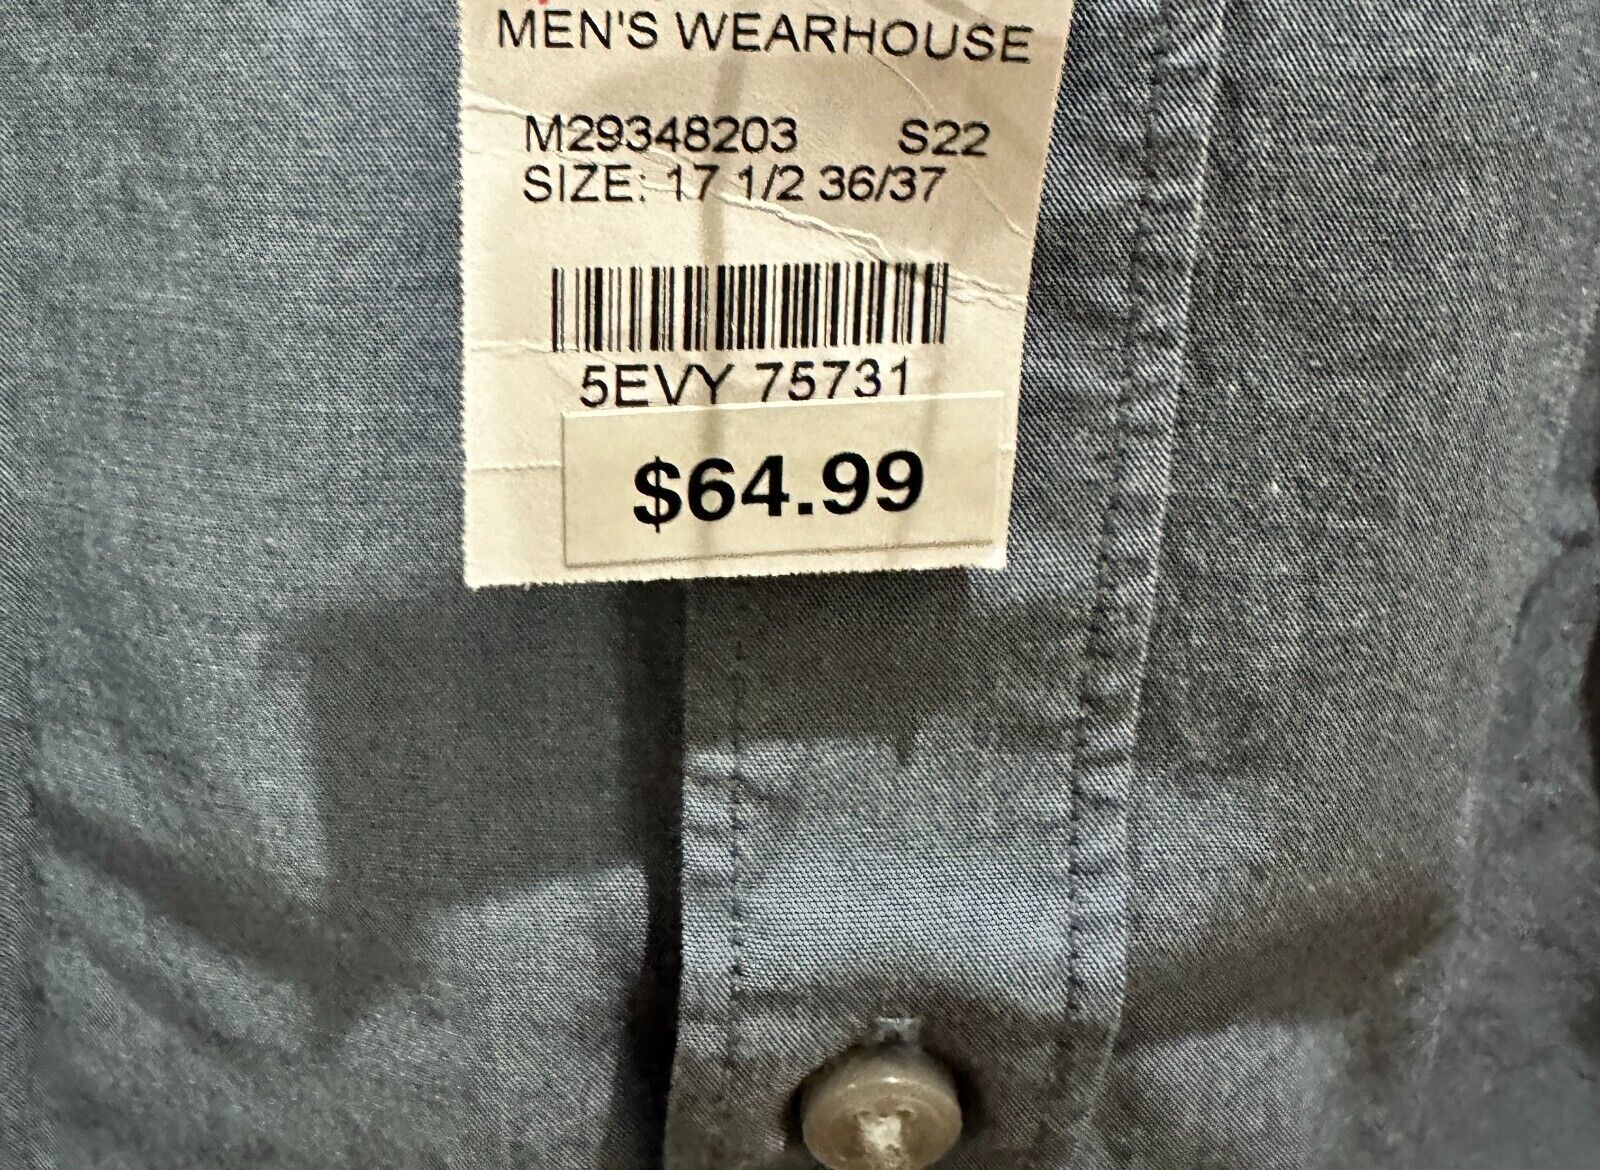 MEN'S WEARHOUSE
M29348203 S22
SIZE: 17 1/2 36/37
5EVY 75731
$64.99